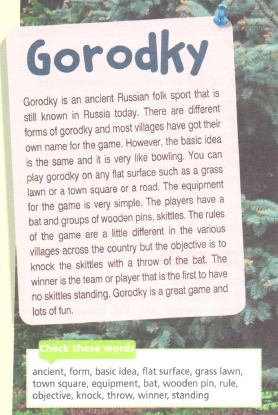 Gorodky
Gorodky is an ancient Russian folk sport that is
still known in Russia today. There are different
forms of gorodky and most villages have got their
own name for the game. However, the basic idea
is the same and it is very like bowling. You can
play gorodky on any flat surface such as a grass
lawn or a town square or a road. The equipment
for the game is very simple. The players have a
bat and groups of wooden pins, skittles. The rules
of the game are a little different in the various
villages across the country but the objective is to
knock the skittles with a throw of the bat. The
winner is the team or player that is the first to have
no skittles standing. Gorodky is a great game and
lots of fun.
Check these words
ancient, form, basic idea, flat surface, grass lawn,
town square, equipment, bat, wooden pin, rule,
objective, knock, throw, winner, standing